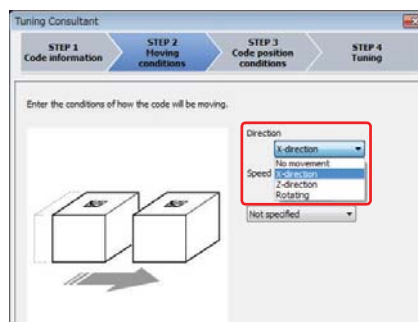 Tuning Consultant
STEP 1
Code information
STEP 2
Moving
conditions
STEP 3
Code position
conditions
STEP 4
Tuning
Enter the conditions of how the code will be moving.
Direction
X-direction
No movement
X-direction
Z-direction
Rotating
Speed
Not specified